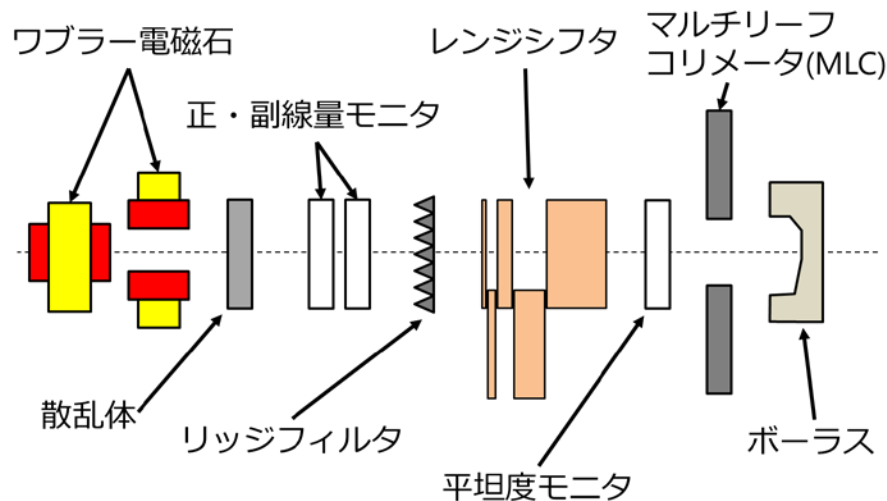 ワブラー電磁石
正・副線量モニタ
レンジシフタ
マルチリーフ
コリメータ(MLC)
散乱体
リッジフィルタ
平坦度モニタ
ボーラス